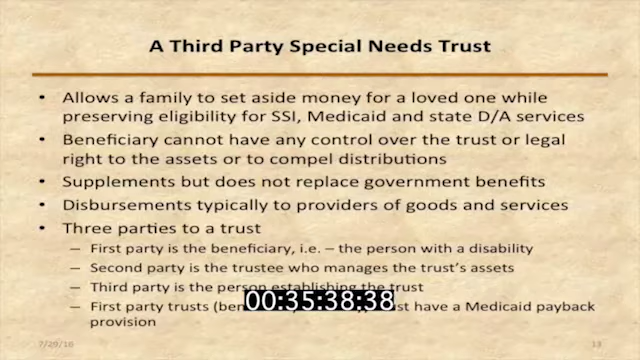 A Third Party Special Needs Trust
• Allows a family to set aside money for a loved one while
preserving eligibility for SSI, Medicaid and state D/A services
• Beneficiary cannot have any control over the trust or legal
right to the assets or to compel distributions
• Supplements but does not replace government benefits
• Disbursements typically to providers of goods and services
• Three parties to a trust
– First party is the beneficiary, i.e. – the person with a disability
– Second party is the trustee who manages the trust's assets
– Third party is the person establishing the trust
00:35:38:38
– First party trusts have a Medicaid payback
provision
7/29/16 13